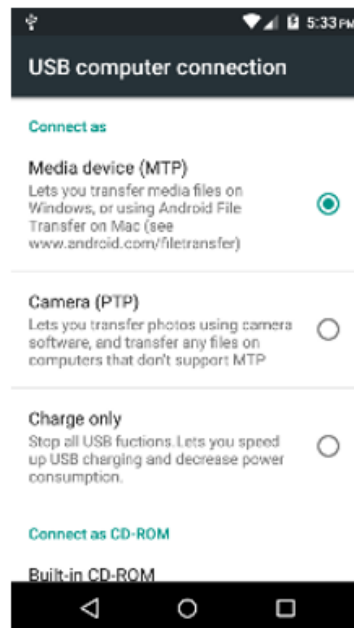 5:33 PM
USB computer connection
Connect as
Media device (MTP)
Lets you transfer media files on
Windows, or using Android File
Transfer on Mac (see
www.android.com/filetransfer)
Camera (PTP)
Lets you transfer photos using camera
software, and transfer any files on
computers that don't support MTP
Charge only
Stop all USB fuctions.Lets you speed
up USB charging and decrease power
consumption.
Connect as CD-ROM
Built-in CD-ROM